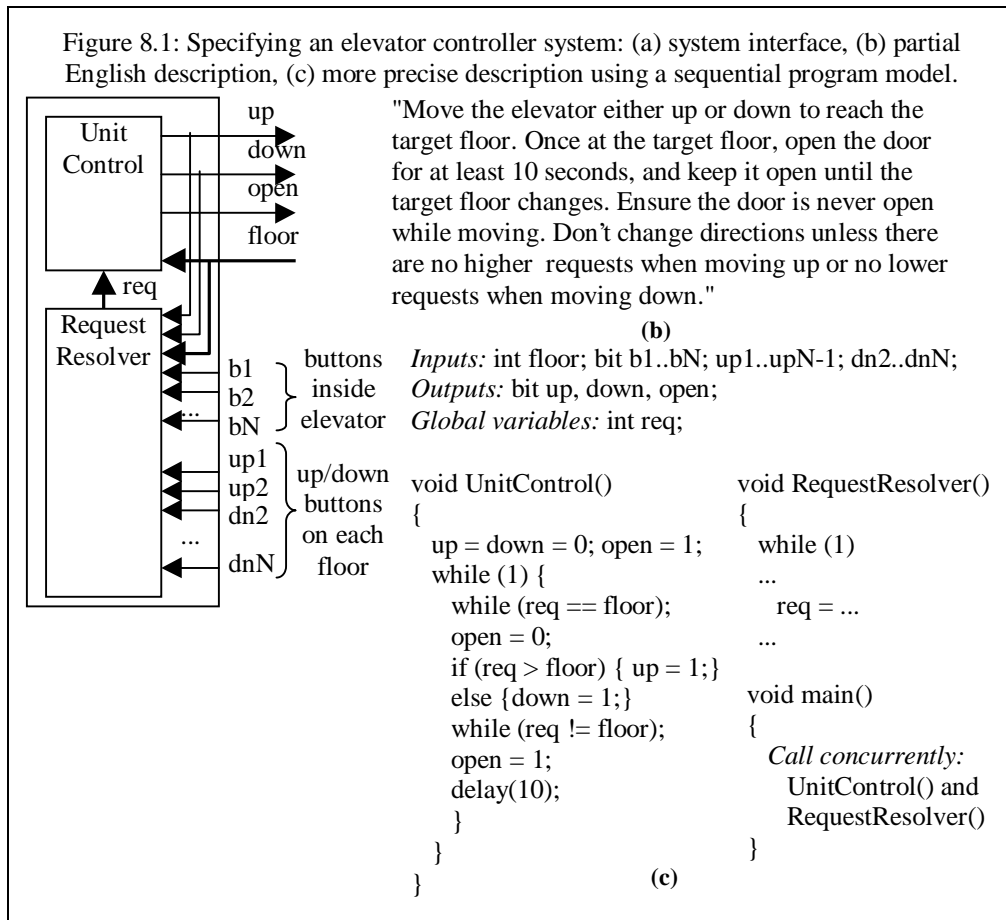 Figure 8.1: Specifying an elevator controller system: (a) system interface, (b) partial
English description, (c) more precise description using a sequential program model.
Unit
Control
up
down
open
floor
req
Request
Resolver
b1
b2
...
bN
buttons
inside
elevator
up1
up2
dn2
...
dnN
up/down
buttons
on each
floor
"Move the elevator either up or down to reach the
target floor. Once at the target floor, open the door
for at least 10 seconds, and keep it open until the
target floor changes. Ensure the door is never open
while moving. Don't change directions unless there
are no higher requests when moving up or no lower
requests when moving down."
(b)
Inputs: int floor; bit b1..bN; up1..upN-1; dn2..dnN;
Outputs: bit up, down, open;
Global variables: int req;
void UnitControl()
{
up = down = 0; open = 1;
while (1) {
while (req == floor);
open = 0;
if (req > floor) { up = 1;}
else {down = 1;}
while (req != floor);
open = 1;
delay(10);
}
}
}
void RequestResolver()
{
while (1)
...
req = ...
...
void main()
{
Call concurrently:
UnitControl() and
RequestResolver()
}
(c)